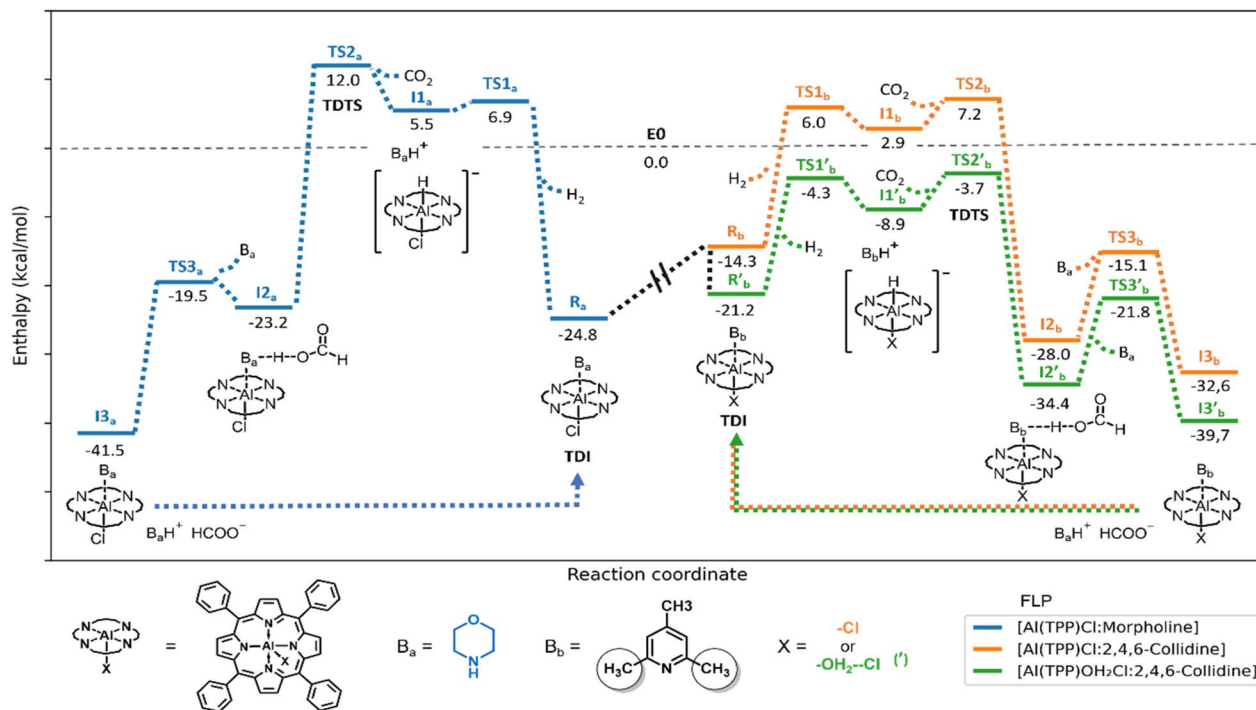 Enthalpy (kcal/mol)
TS2a
12.0
TDTS
CO2
I1a
5.5
TS1a
6.9
BaH+
[ H N N Al N N Cl ]−
H2
TS3a
-19.5
Ba
I2a
-23.2
Ba--H-O C O H
N N Al N N
Cl
I3a
-41.5
Ba
N N Al N N
Cl
BaH+ HCOO−
Ra
-24.8
Ba
N N Al N N
Cl
TDI
E0
0.0
TS1b
6.0
CO2
I1b
2.9
TS2b
7.2
H2
TS1'b
-4.3
CO2
I1'b
-8.9
TS2'b
-3.7
TDTS
Rb
-14.3
R'b
-21.2
H2
BbH+
[ H N N Al N N X ]−
Bb
N N Al N N
X
TDI
TS3b
-15.1
Ba
TS3'b
-21.8
I2b
-28.0
I2'b
-34.4
Ba
I3b
-32,6
I3'b
-39,7
Bb--H-O C O H
N N Al N N
X
Bb
N N Al N N
X
BaH+ HCOO−
Reaction coordinate
N N Al N N
X
=
N N Al N N X
Ba =
O
N
H
Bb =
CH3
H3C N CH3
X =
-Cl
or
-OH2--Cl (')
FLP
[Al(TPP)Cl:Morpholine]
[Al(TPP)Cl:2,4,6-Collidine]
[Al(TPP)OH2Cl:2,4,6-Collidine]